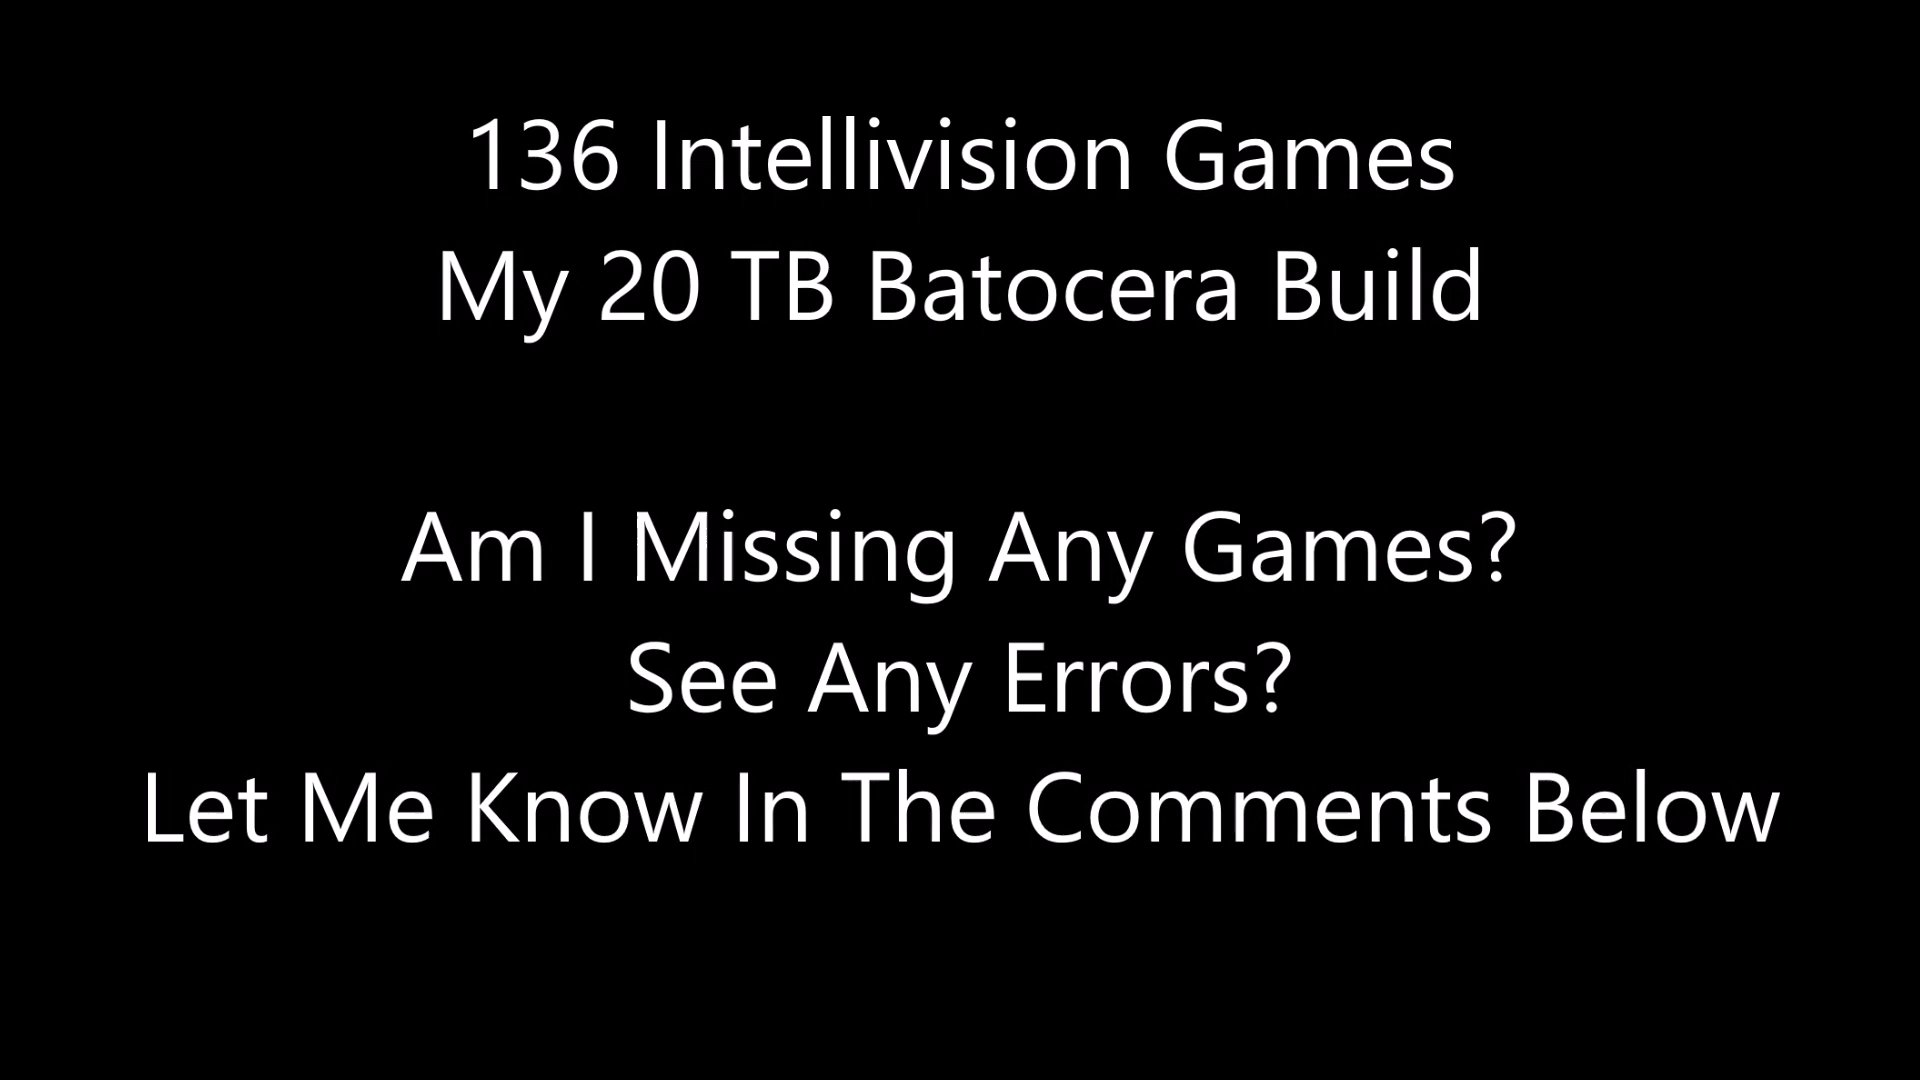 136 Intellivision Games
My 20 TB Batocera Build
Am I Missing Any Games?
See Any Errors?
Let Me Know In The Comments Below